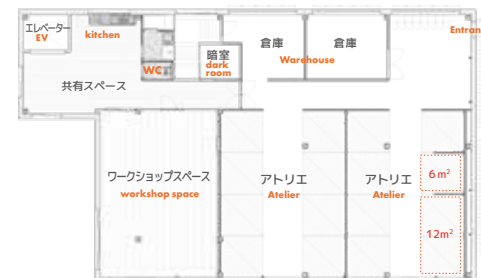 エレベーター
EV
kitchen
WC
暗室
dark
room
倉庫
倉庫
Warehouse
Entran
共有スペース
ワークショップスペース
workshop space
アトリエ
Atelier
アトリエ
Atelier
6m²
12m²